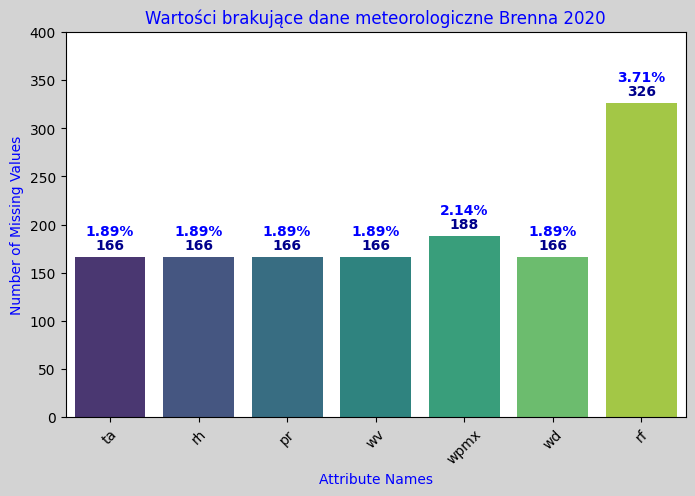 Wartości brakujące dane meteorologiczne Brenna 2020
Number of Missing Values
400
350
300
250
200
150
100
50
0
1.89%
166
1.89%
166
1.89%
166
1.89%
166
2.14%
188
1.89%
166
3.71%
326
ta
rh
pr
wv
wpmx
wd
rf
Attribute Names